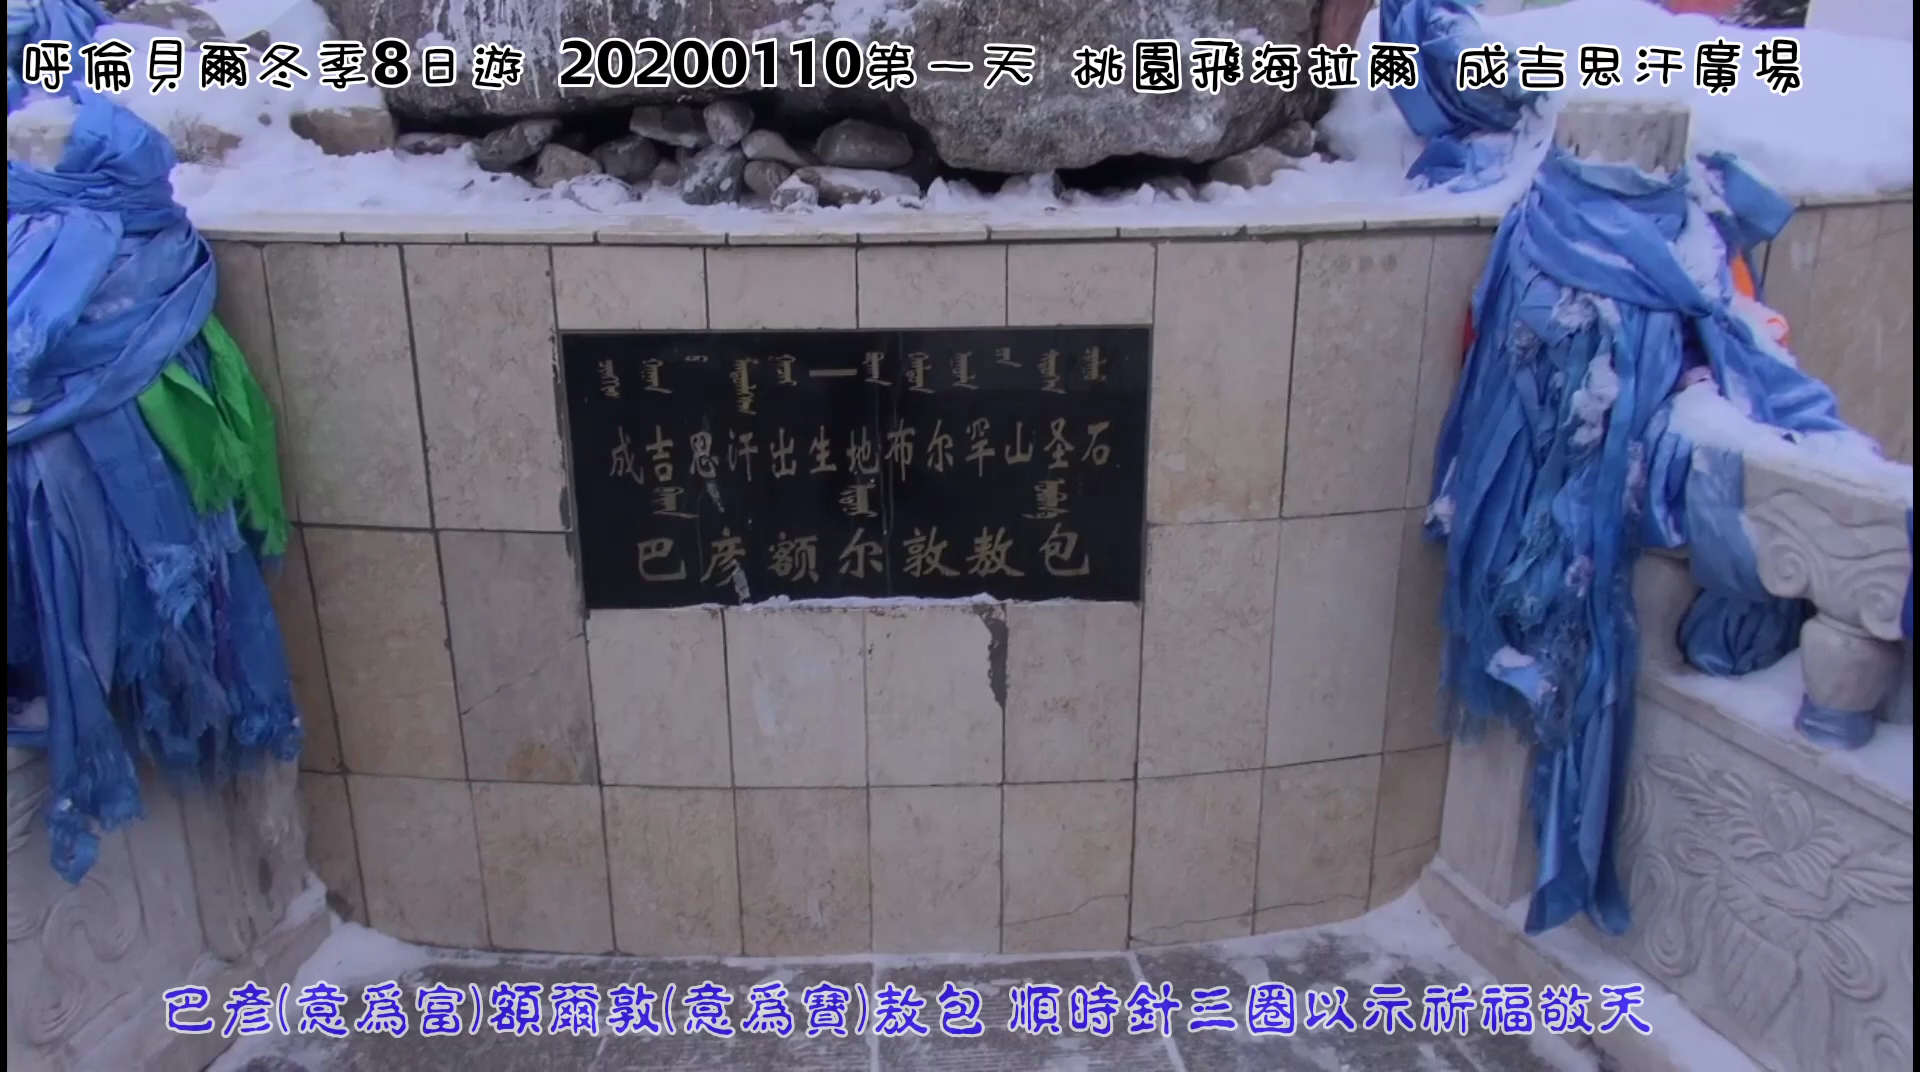 呼倫貝爾冬季8日遊 20200110第一天 桃園飛海拉爾 成吉思汗廣場
成吉思汗出生地布尔罕山圣石
巴彦额尔敦敖包
巴彥(意為富)額爾敦(意為寶)敖包 順時針三圈以示祈福敬天